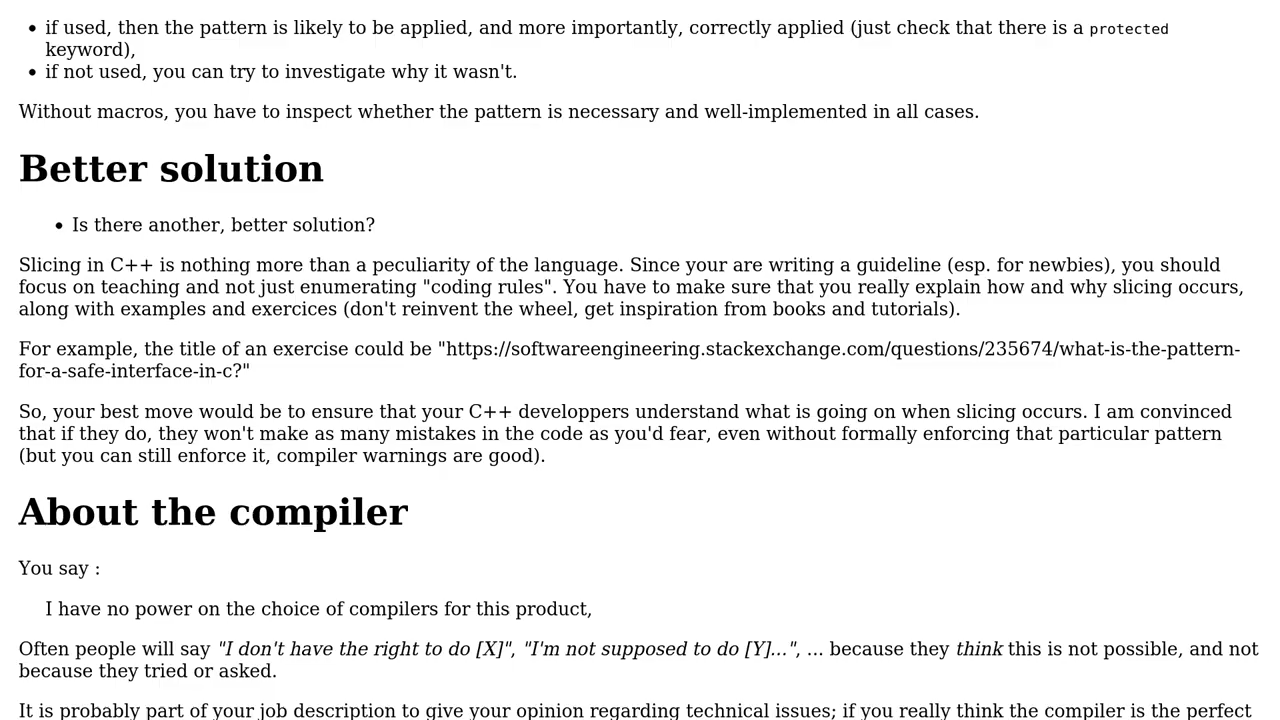 • if used, then the pattern is likely to be applied, and more importantly, correctly applied (just check that there is a protected
keyword),
• if not used, you can try to investigate why it wasn't.
Without macros, you have to inspect whether the pattern is necessary and well-implemented in all cases.
Better solution
• Is there another, better solution?
Slicing in C++ is nothing more than a peculiarity of the language. Since your are writing a guideline (esp. for newbies), you should
focus on teaching and not just enumerating "coding rules". You have to make sure that you really explain how and why slicing occurs,
along with examples and exercices (don't reinvent the wheel, get inspiration from books and tutorials).
For example, the title of an exercise could be "https://softwareengineering.stackexchange.com/questions/235674/what-is-the-pattern-
for-a-safe-interface-in-c?"
So, your best move would be to ensure that your C++ developpers understand what is going on when slicing occurs. I am convinced
that if they do, they won't make as many mistakes in the code as you'd fear, even without formally enforcing that particular pattern
(but you can still enforce it, compiler warnings are good).
About the compiler
You say :
I have no power on the choice of compilers for this product,
Often people will say "I don't have the right to do [X]", "I'm not supposed to do [Y]...", ... because they think this is not possible, and not
because they tried or asked.
It is probably part of your job description to give your opinion regarding technical issues; if you really think the compiler is the perfect